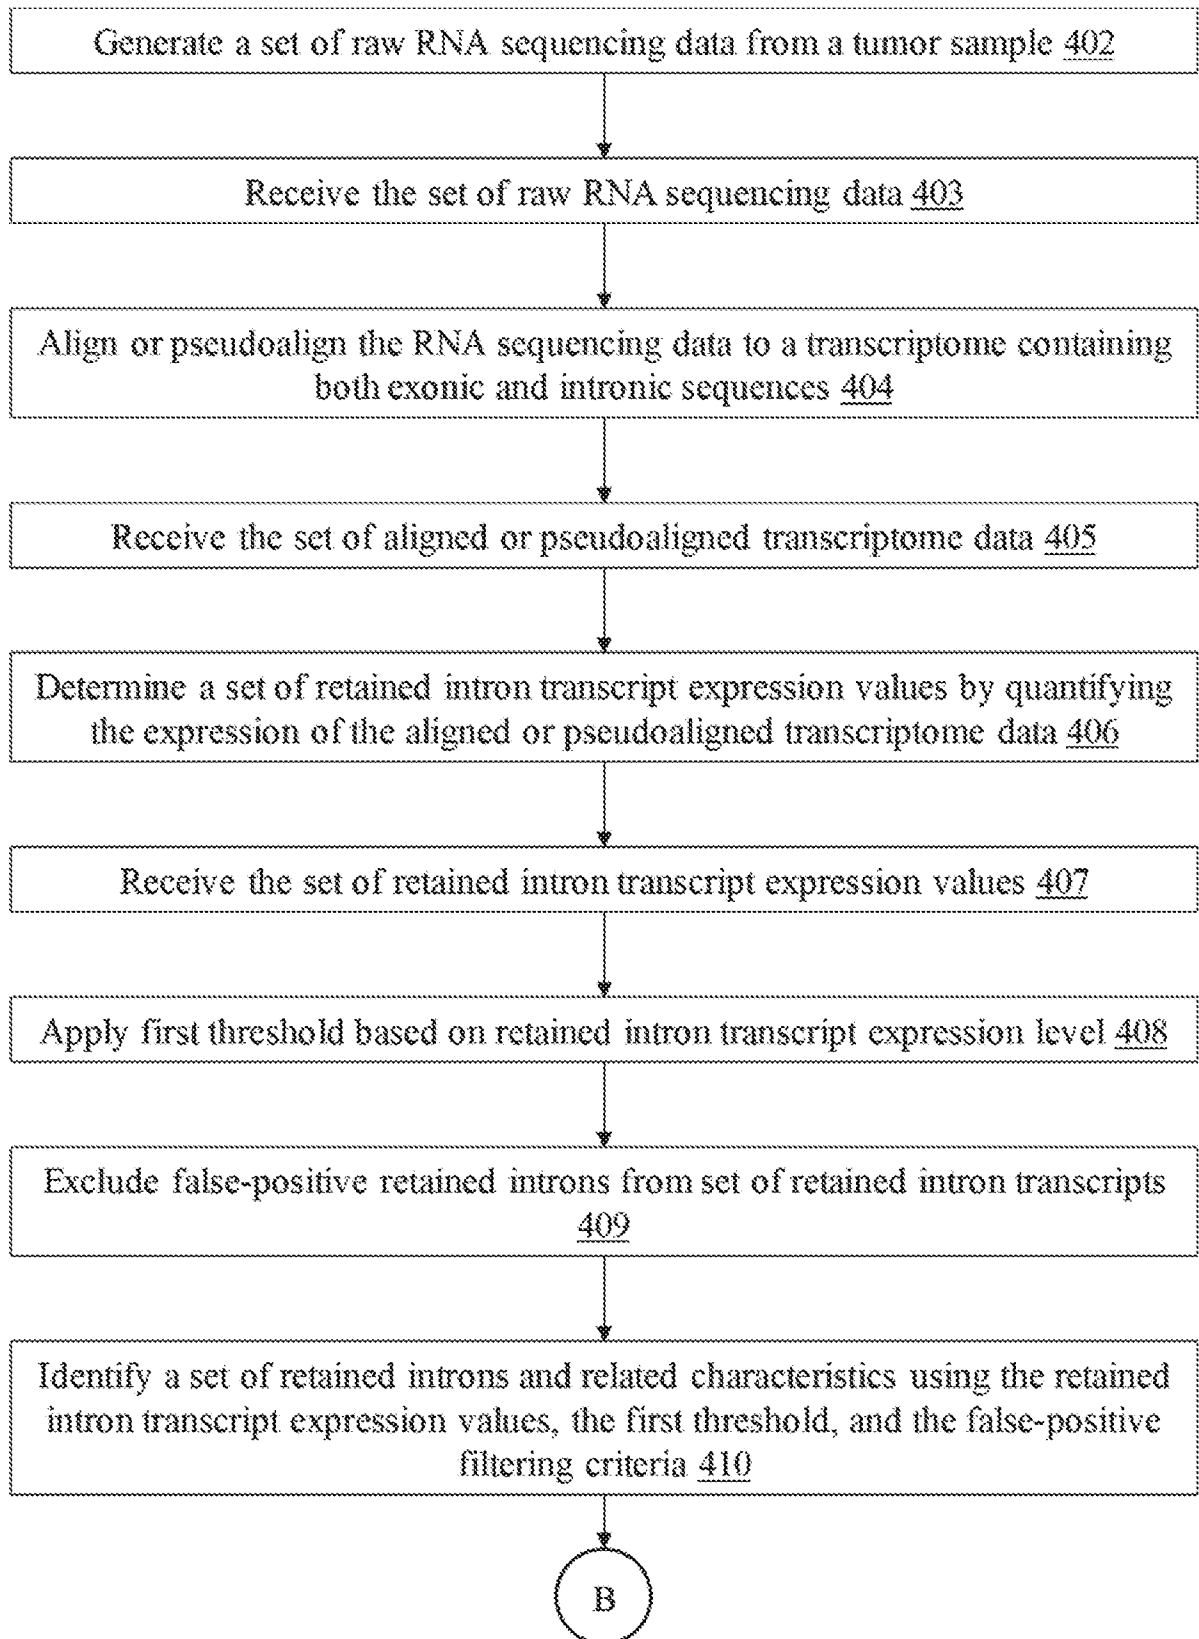 Generate a set of raw RNA sequencing data from a tumor sample 402
Receive the set of raw RNA sequencing data 403
Align or pseudoalign the RNA sequencing data to a transcriptome containing
both exonic and intronic sequences 404
Receive the set of aligned or pseudoaligned transcriptome data 405
Determine a set of retained intron transcript expression values by quantifying
the expression of the aligned or pseudoaligned transcriptome data 406
Receive the set of retained intron transcript expression values 407
Apply first threshold based on retained intron transcript expression level 408
Exclude false-positive retained introns from set of retained intron transcripts
409
Identify a set of retained introns and related characteristics using the retained
intron transcript expression values, the first threshold, and the false-positive
filtering criteria 410
B